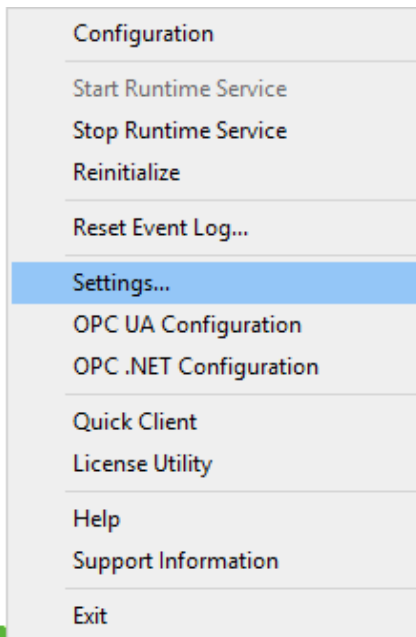 Configuration
Start Runtime Service
Stop Runtime Service
Reinitialize
Reset Event Log...
Settings...
OPC UA Configuration
OPC .NET Configuration
Quick Client
License Utility
Help
Support Information
Exit